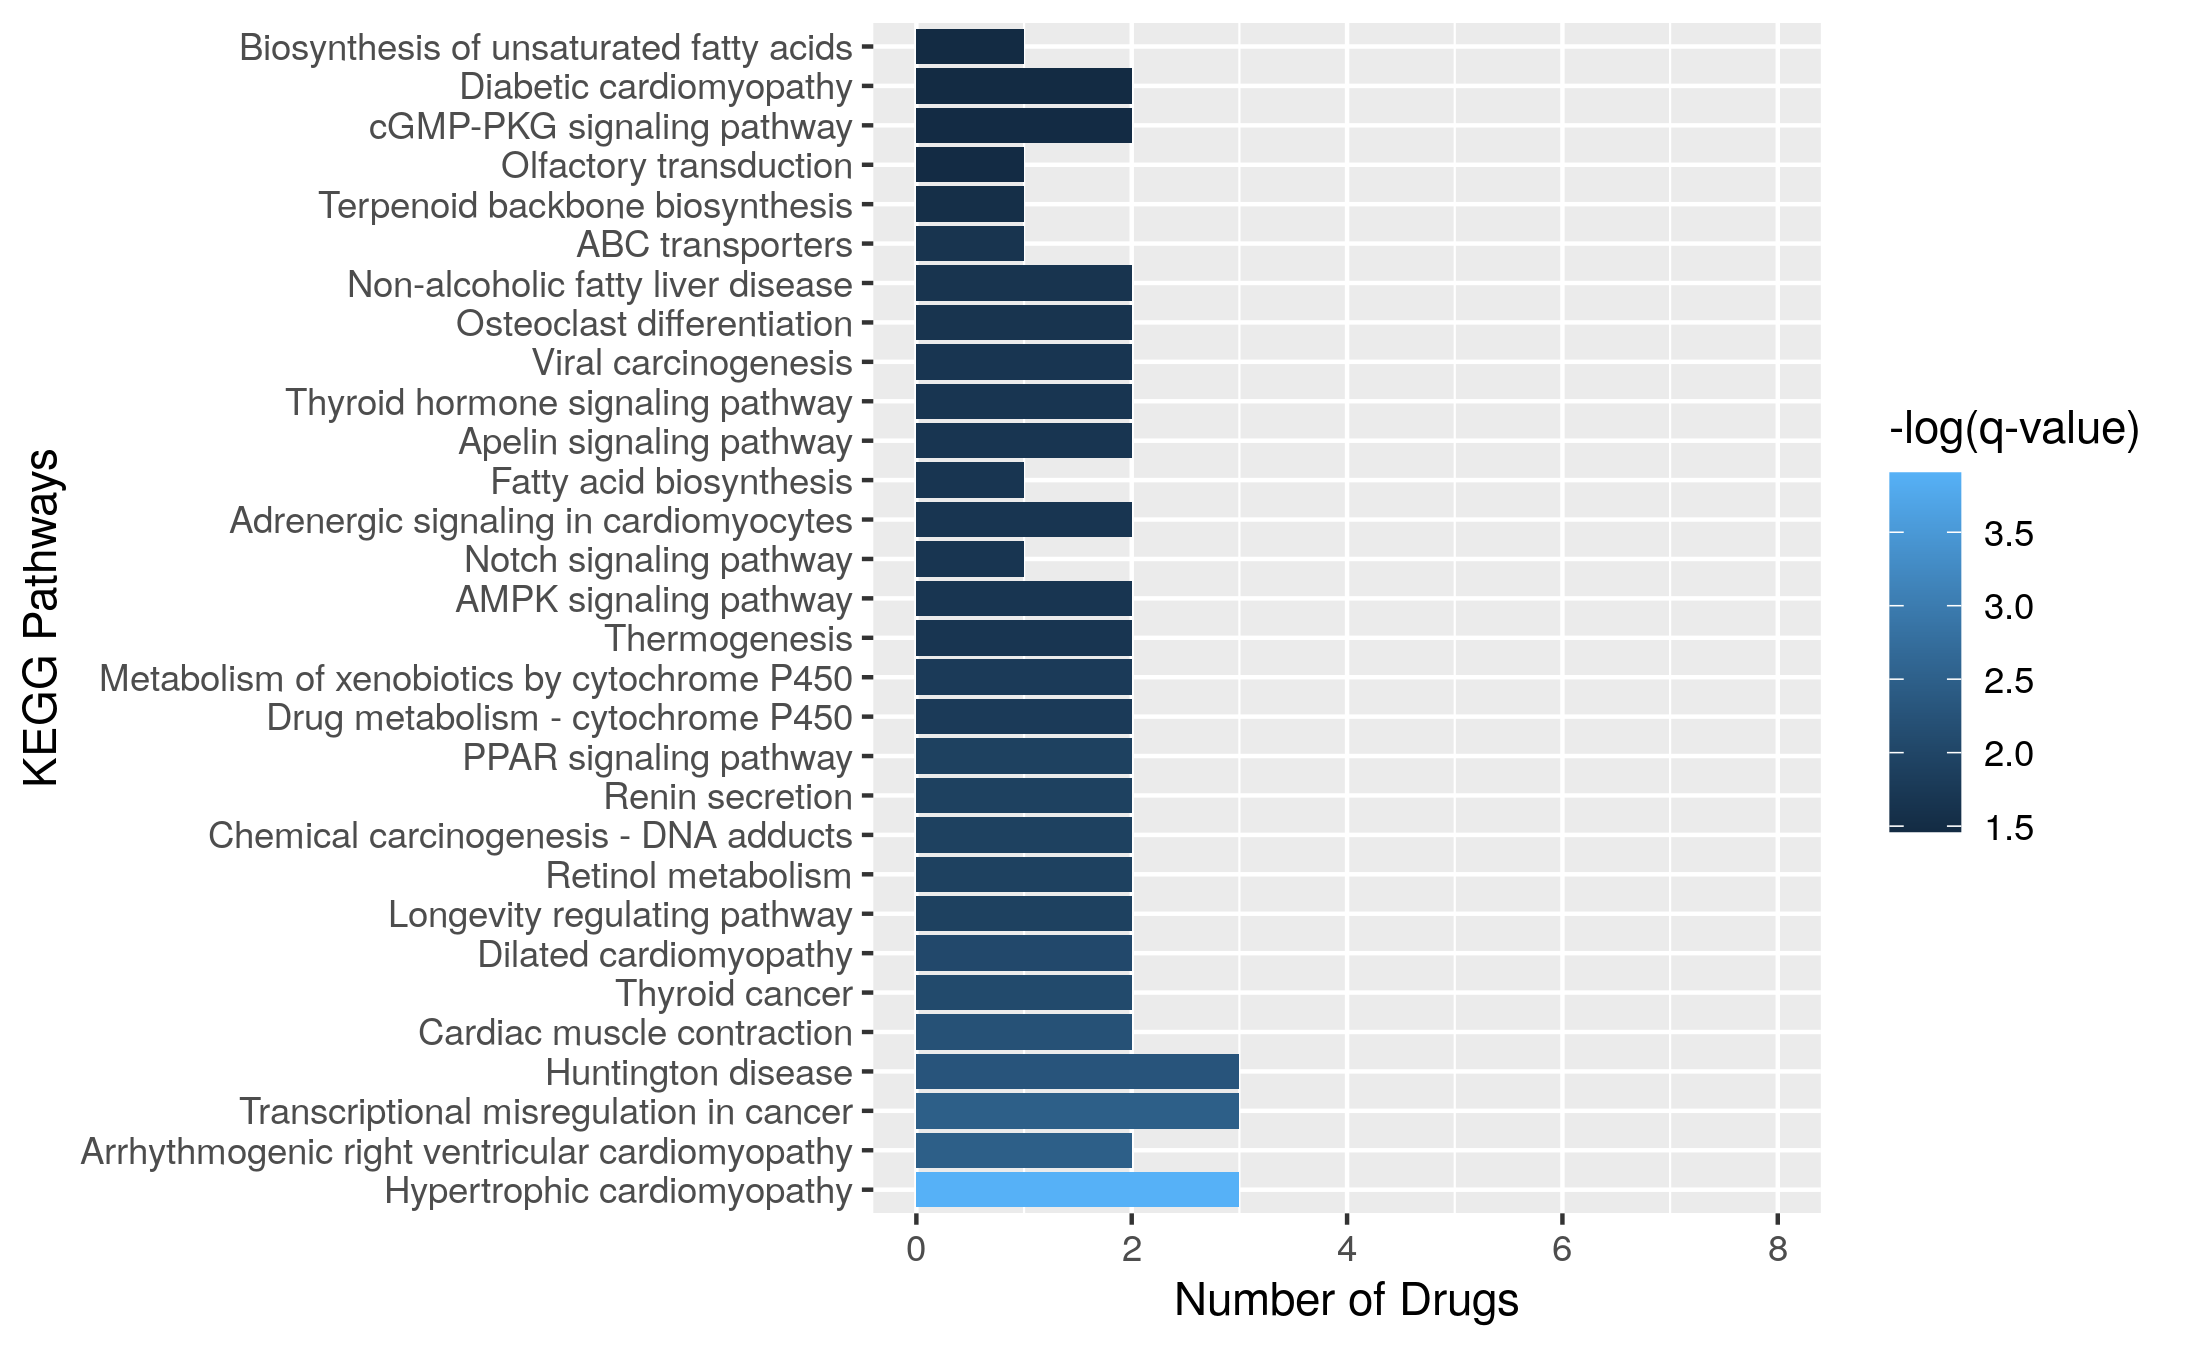 Biosynthesis of unsaturated fatty acids
Diabetic cardiomyopathy
cGMP-PKG signaling pathway
Olfactory transduction
Terpenoid backbone biosynthesis
ABC transporters
Non-alcoholic fatty liver disease
Osteoclast differentiation
Viral carcinogenesis
Thyroid hormone signaling pathway
Apelin signaling pathway
Fatty acid biosynthesis
Adrenergic signaling in cardiomyocytes
Notch signaling pathway
AMPK signaling pathway
Thermogenesis
Metabolism of xenobiotics by cytochrome P450
Drug metabolism - cytochrome P450
PPAR signaling pathway
Renin secretion
Chemical carcinogenesis - DNA adducts
Retinol metabolism
Longevity regulating pathway
Dilated cardiomyopathy
Thyroid cancer
Cardiac muscle contraction
Huntington disease
Transcriptional misregulation in cancer
Arrhythmogenic right ventricular cardiomyopathy
Hypertrophic cardiomyopathy
KEGG Pathways
0 2 4 6 8
Number of Drugs
-log(q-value)
3.5
3.0
2.5
2.0
1.5